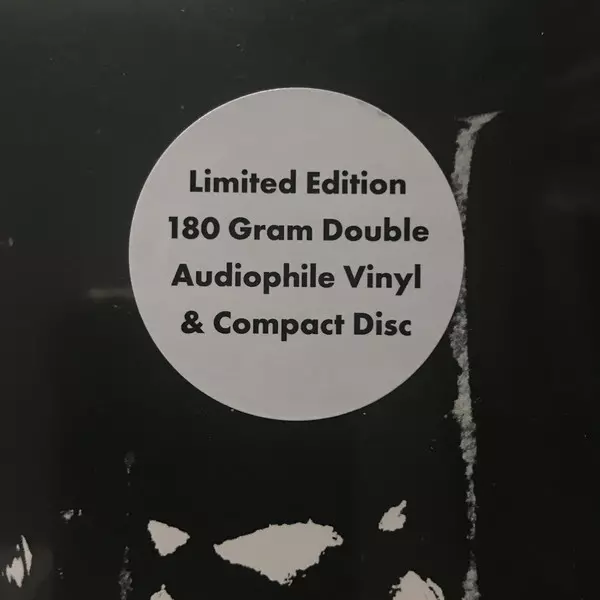 Limited Edition
180 Gram Double
Audiophile Vinyl
& Compact Disc